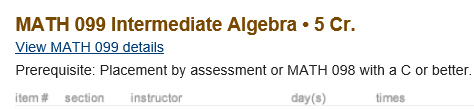 MATH 099 Intermediate Algebra • 5 Cr.
View MATH 099 details
Prerequisite: Placement by assessment or MATH 098 with a C or better.
item # section instructor day(s) times